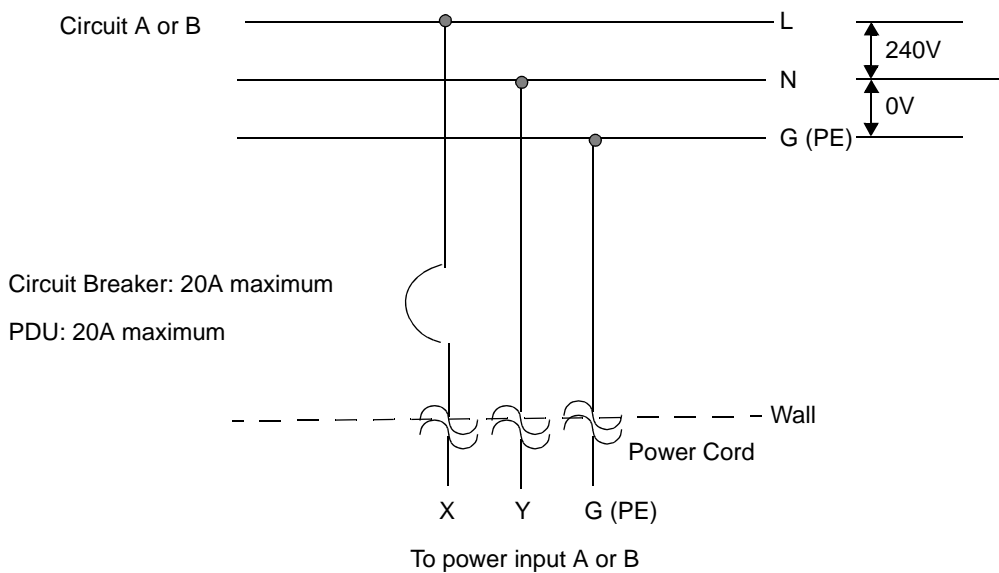 Circuit A or B
L
240V
N
0V
G (PE)
Circuit Breaker: 20A maximum
PDU: 20A maximum
Wall
Power Cord
X Y G (PE)
To power input A or B